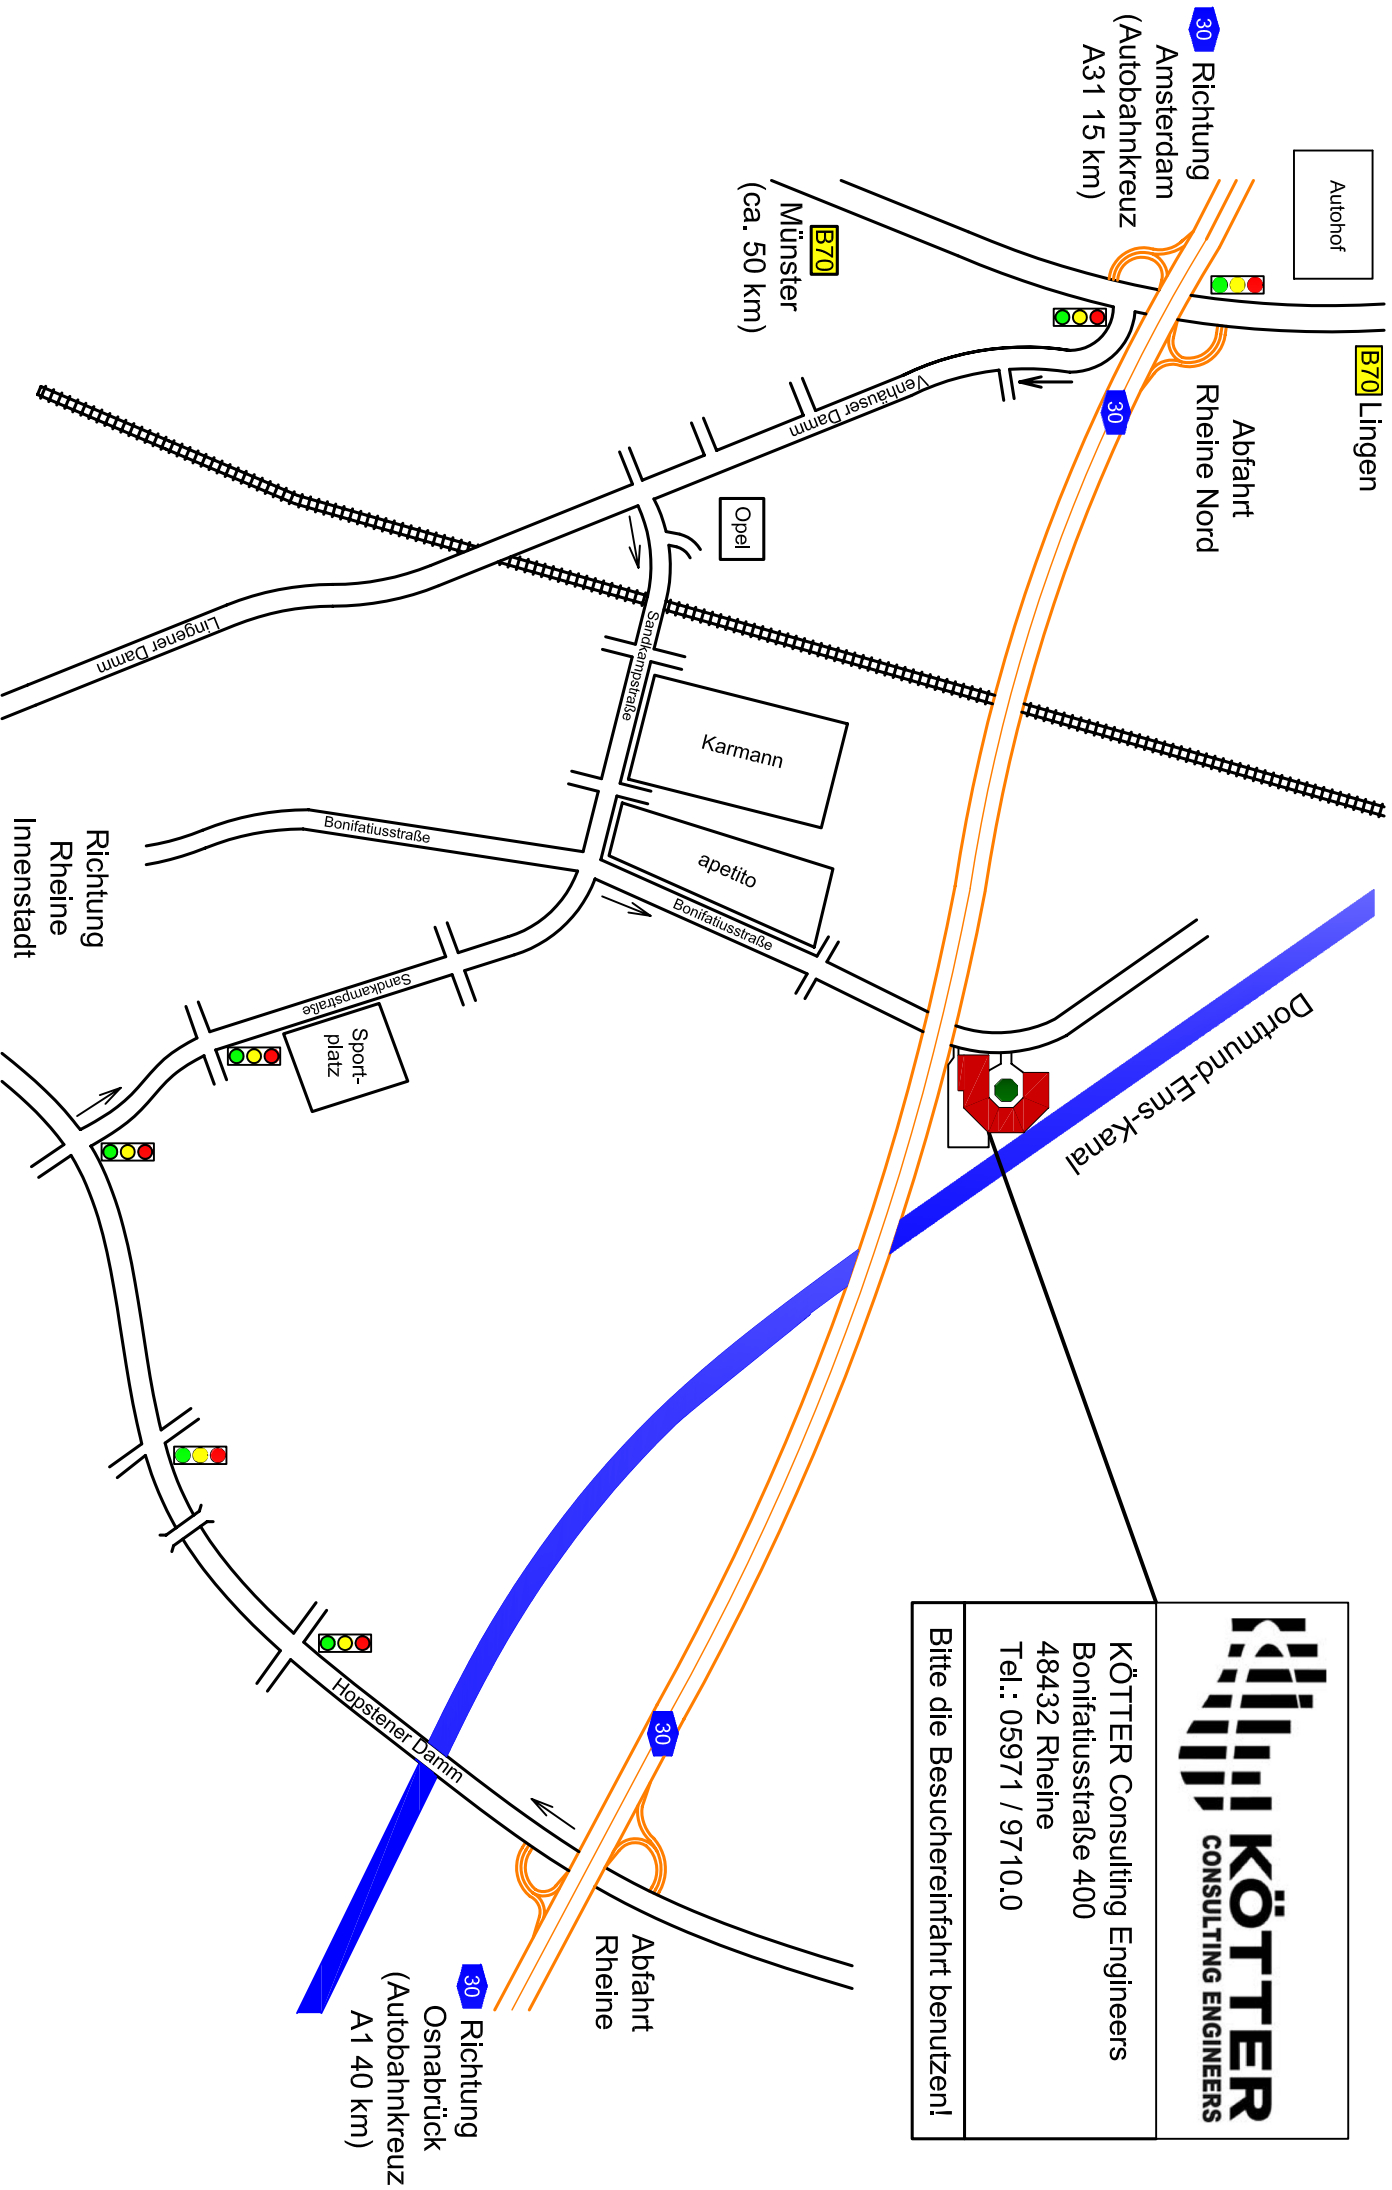 B70 Lingen
Autohof
30 Richtung
Amsterdam
(Autobahnkreuz
A31 15 km)
Abfahrt
Rheine Nord
30
B70
Münster
(ca. 50 km)
Venhäuser Damm
Opel
Lingener Damm
Sandkampstraße
Karmann
apetito
Bonifatiusstraße
Bonifatiusstraße
Richtung
Rheine
Innenstadt
Sandkampstraße
Sport-
platz
Dortmund-Ems-Kanal
KÖTTER
CONSULTING ENGINEERS
KÖTTER Consulting Engineers
Bonifatiusstraße 400
48432 Rheine
Tel.: 05971 / 9710.0
Bitte die Besuchereinfahrt benutzen!
30
Hopstener Damm
Abfahrt
Rheine
30 Richtung
Osnabrück
(Autobahnkreuz
A1 40 km)